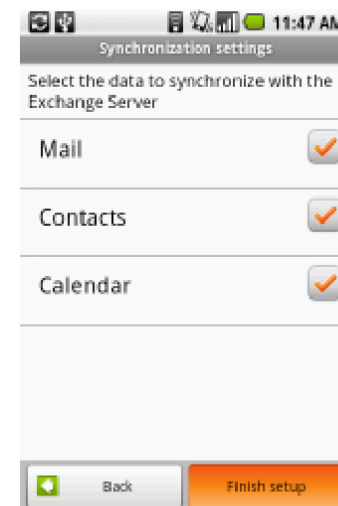 11:47 AM
Synchronization settings
Select the data to synchronize with the
Exchange Server
Mail
Contacts
Calendar
Back
Finish setup